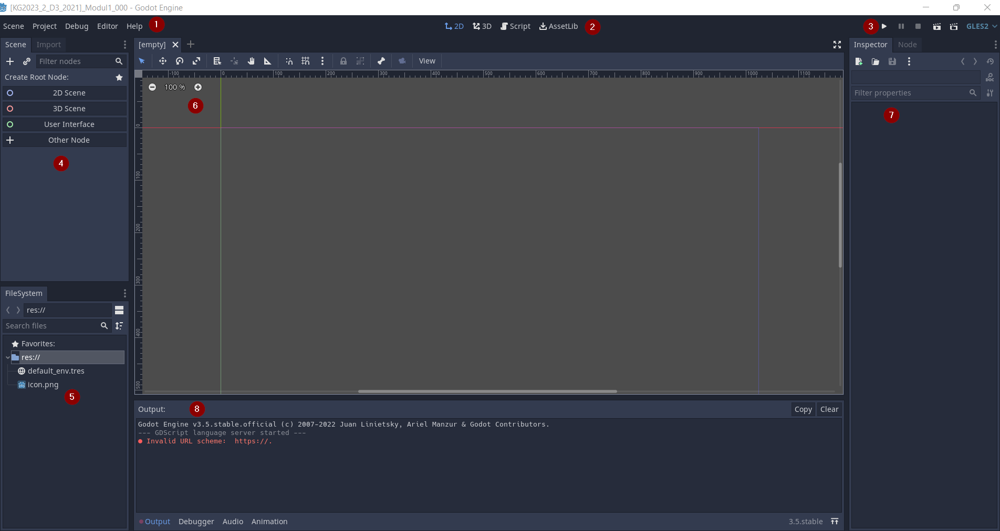 [KG2023_2_D3_2021]_Modul1_000 - Godot Engine
Scene Project Debug Editor Help 1
2D 3D Script AssetLib 2
3 GLES2
Scene Import
Filter nodes
Create Root Node:
2D Scene
3D Scene
User Interface
Other Node
4
FileSystem
res://
Search files
Favorites:
res://
default_env.tres
icon.png
5
[empty]
View
-100 0 100 200 300 400 500 600 700 800 900 1000 1100
100 %
6
0
100
200
300
400
500
Output: 8 Copy Clear
Godot Engine v3.5.stable.official (c) 2007-2022 Juan Linietsky, Ariel Manzur & Godot Contributors.
--- GDScript language server started ---
Invalid URL scheme:  https://.
Output Debugger Audio Animation 3.5.stable
Inspector Node
DOC
Filter properties
7